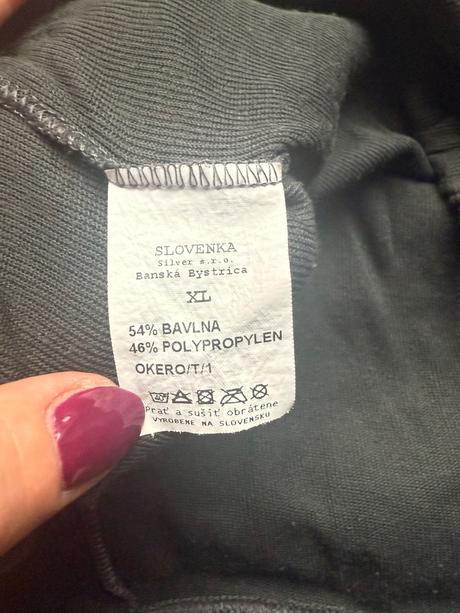 SLOVENKA
Silver s.r.o.
Banská Bystrica
XL
54% BAVLNA
46% POLYPROPYLEN
OKERO/T/1
Prať a sušiť obrátene
VYROBENÉ NA SLOVENSKU